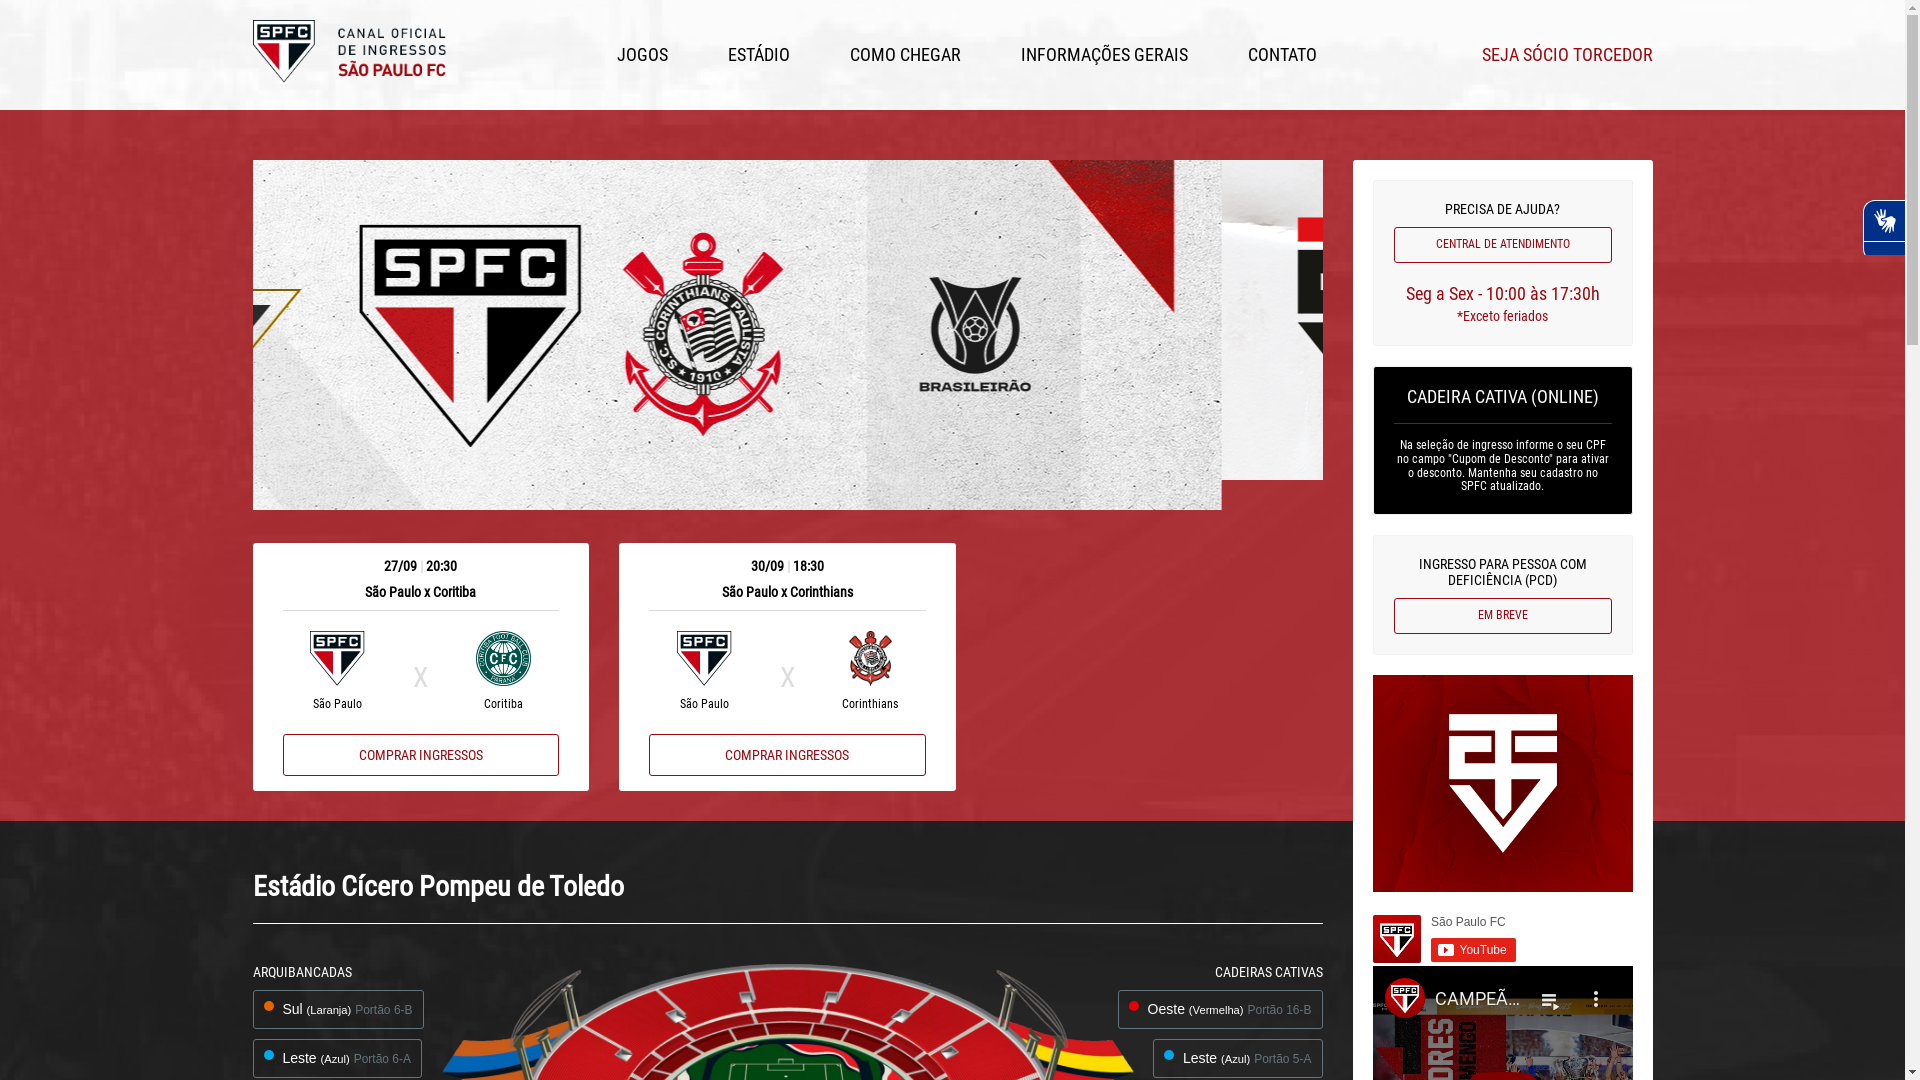 SPFC
CANAL OFICIAL
DE INGRESSOS
SÃO PAULO FC
JOGOS
ESTÁDIO
COMO CHEGAR
INFORMAÇÕES GERAIS
CONTATO
SEJA SÓCIO TORCEDOR
SPFC
S.C. CORINTHIANS PAULISTA
1910
BRASILEIRÃO
PRECISA DE AJUDA?
CENTRAL DE ATENDIMENTO
Seg a Sex - 10:00 às 17:30h
*Exceto feriados
CADEIRA CATIVA (ONLINE)
Na seleção de ingresso informe o seu CPF
no campo "Cupom de Desconto" para ativar
o desconto. Mantenha seu cadastro no
SPFC atualizado.
INGRESSO PARA PESSOA COM
DEFICIÊNCIA (PCD)
EM BREVE
27/09 | 20:30
São Paulo x Coritiba
SPFC
X
CFC
São Paulo
Coritiba
COMPRAR INGRESSOS
30/09 | 18:30
São Paulo x Corinthians
SPFC
X
São Paulo
Corinthians
COMPRAR INGRESSOS
Estádio Cícero Pompeu de Toledo
ARQUIBANCADAS
Sul (Laranja) Portão 6-B
Leste (Azul) Portão 6-A
CADEIRAS CATIVAS
Oeste (Vermelha) Portão 16-B
Leste (Azul) Portão 5-A
SPFC
São Paulo FC
YouTube
SPFC
CAMPEÃ...